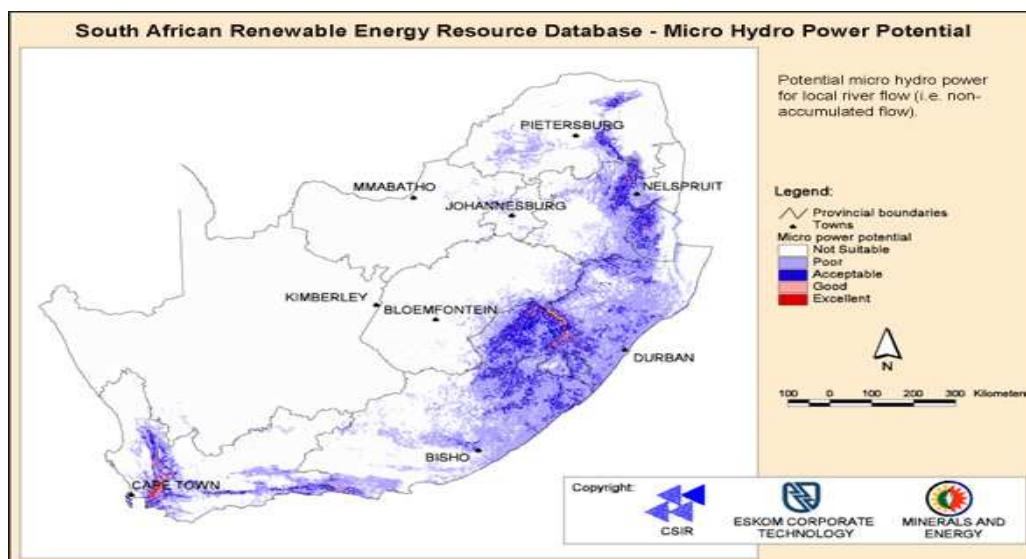 South African Renewable Energy Resource Database - Micro Hydro Power Potential
Potential micro hydro power
for local river flow (i.e. non-
accumulated flow).
PIETERSBURG
MMABATHO
NELSPRUIT
JOHANNESBURG
KIMBERLEY
BLOEMFONTEIN
DURBAN
BISHO
CAPE TOWN
Legend:
Provincial boundaries
Towns
Micro power potential
Not Suitable
Poor
Acceptable
Good
Excellent
N
100 0 100 200 300 Kilometers
Copyright:
CSIR
ESKOM CORPORATE
TECHNOLOGY
MINERALS AND
ENERGY